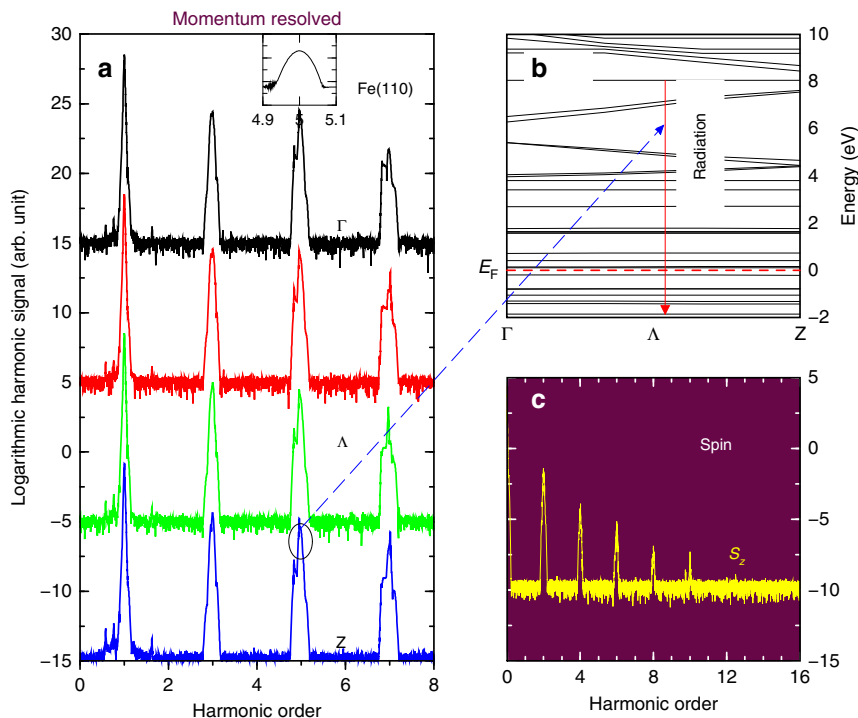 Momentum resolved
a
Fe(110)
4.9 5 5.1
Logarithmic harmonic signal (arb. unit)
30
25
20
15
10
5
0
−5
−10
−15
Γ
Λ
Z
0 2 4 6 8
Harmonic order
b
Radiation
E_F
Energy (eV)
10
8
6
4
2
0
−2
Γ Λ Z
c
Spin
S_z
5
0
−5
−10
−15
0 4 8 12 16
Harmonic order